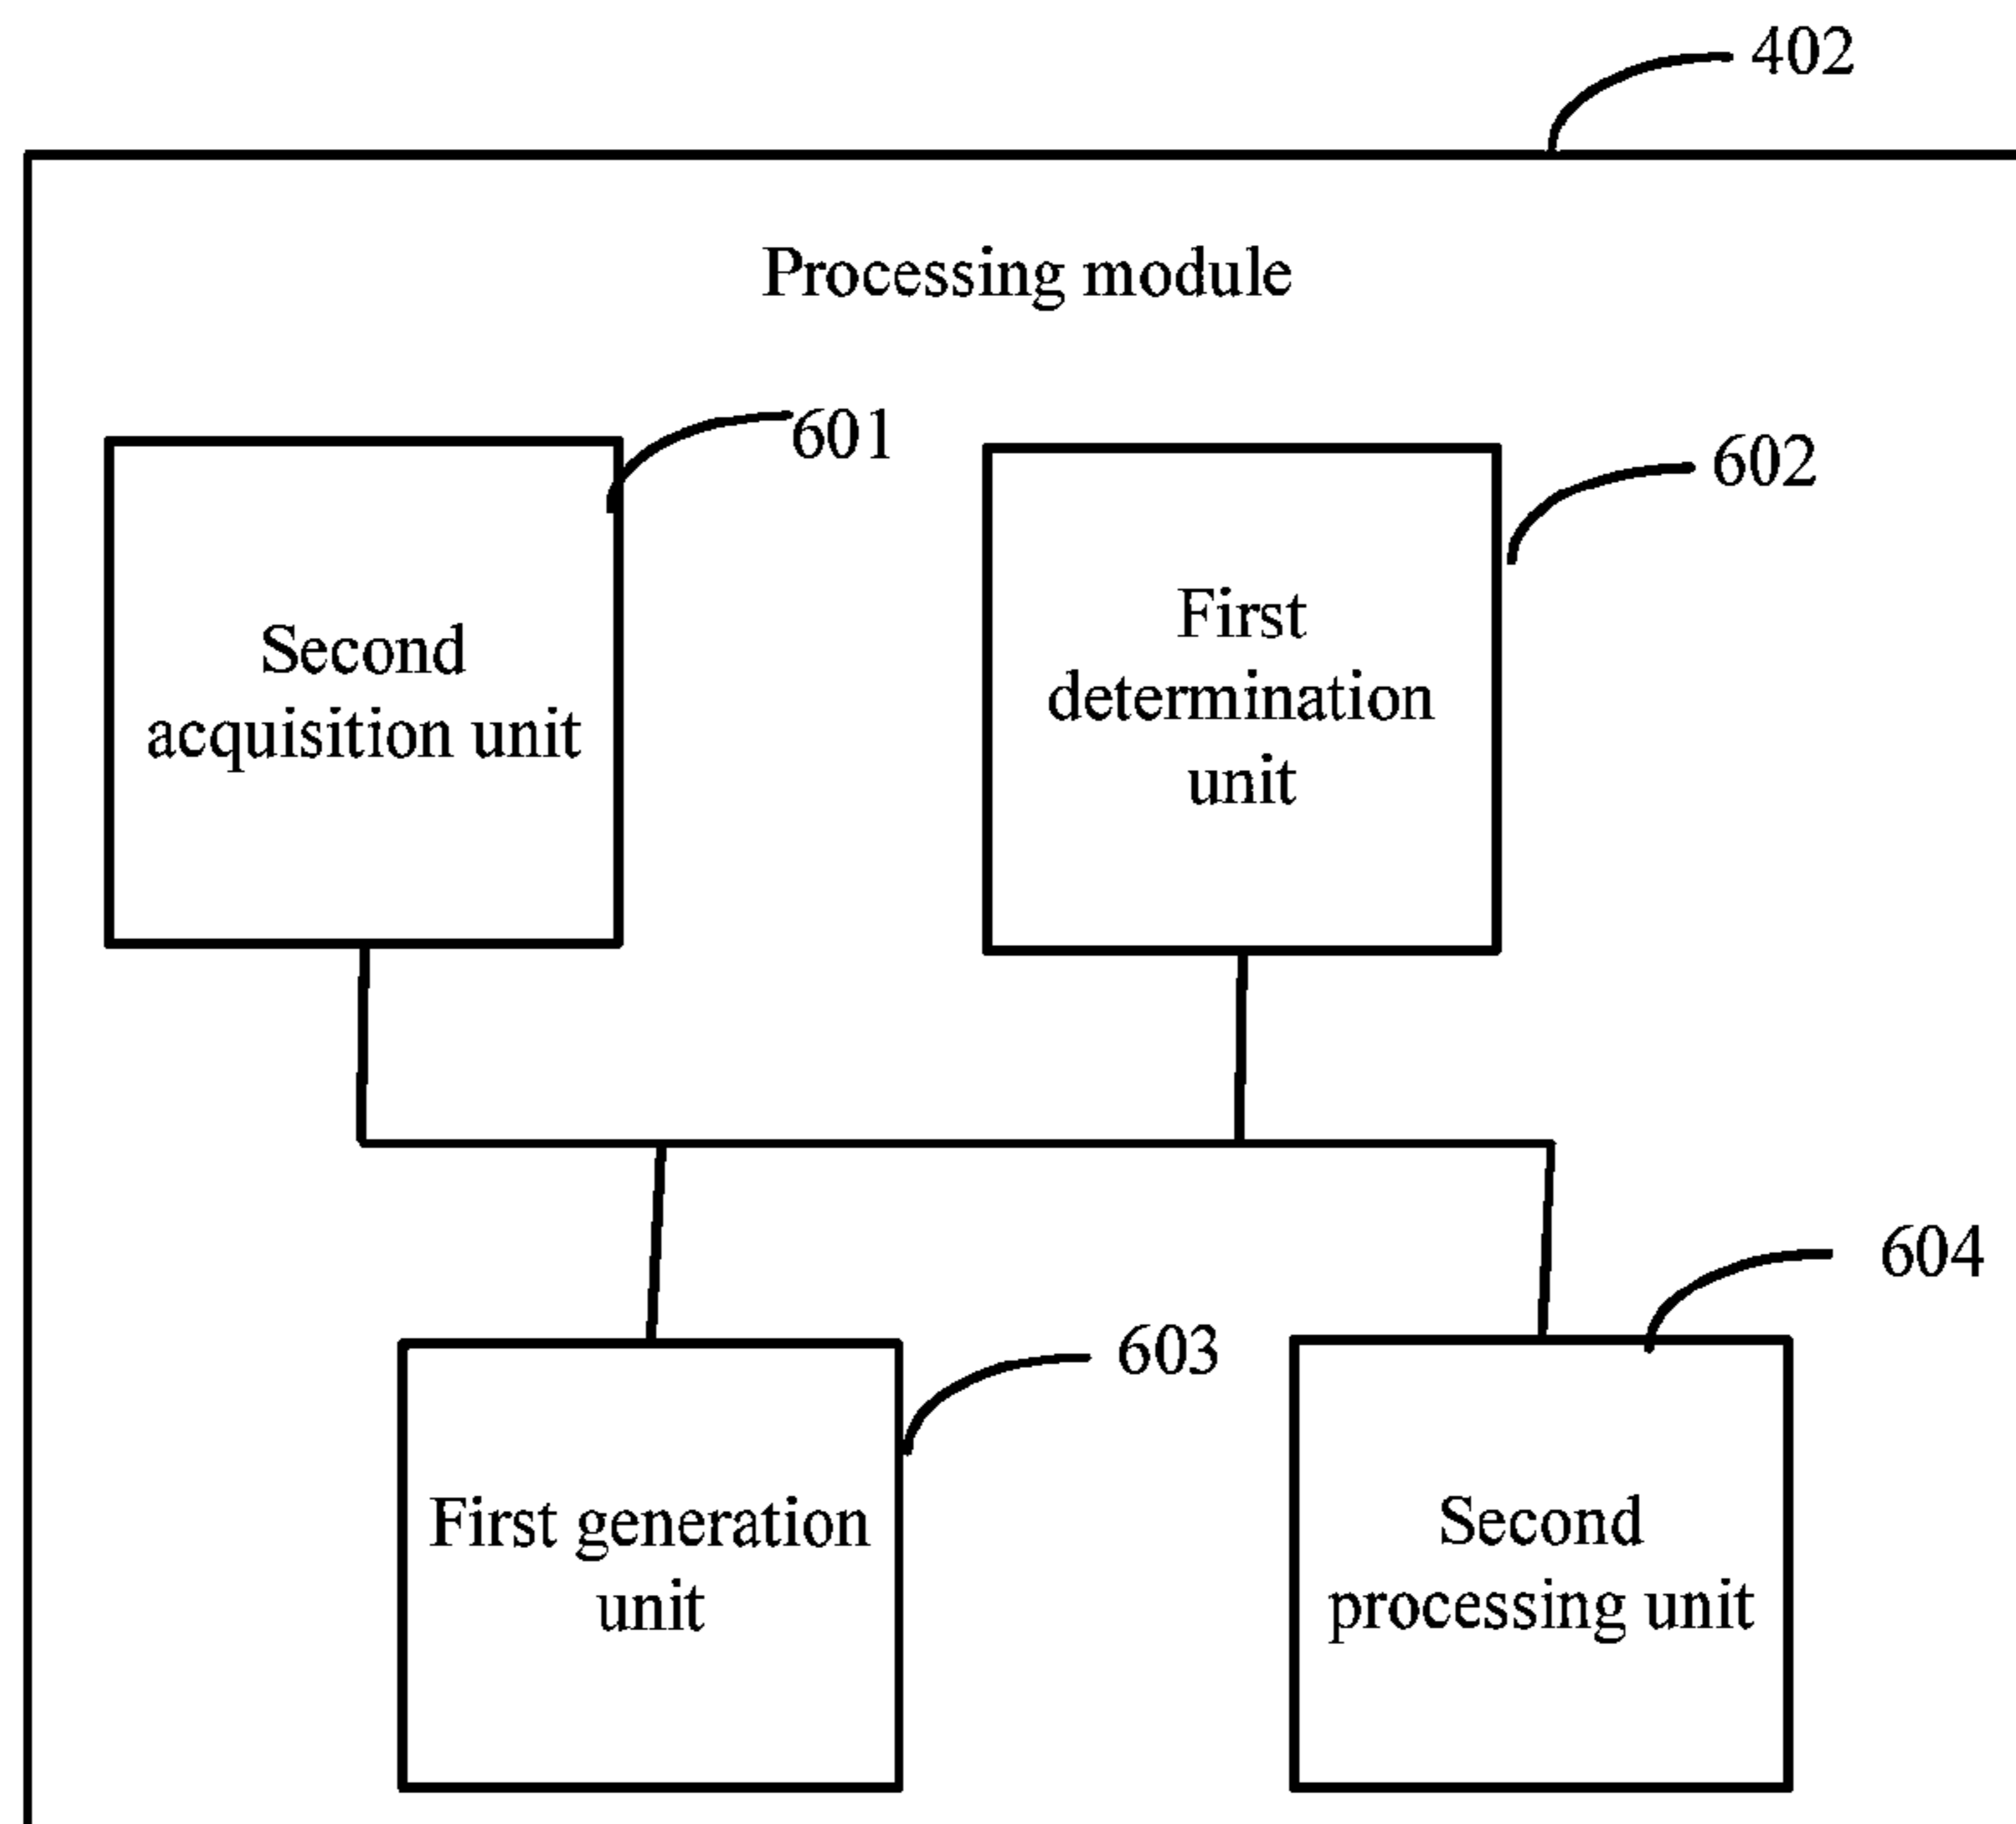 402
Processing module
601
602
Second
acquisition unit
First
determination
unit
603
604
First generation
unit
Second
processing unit